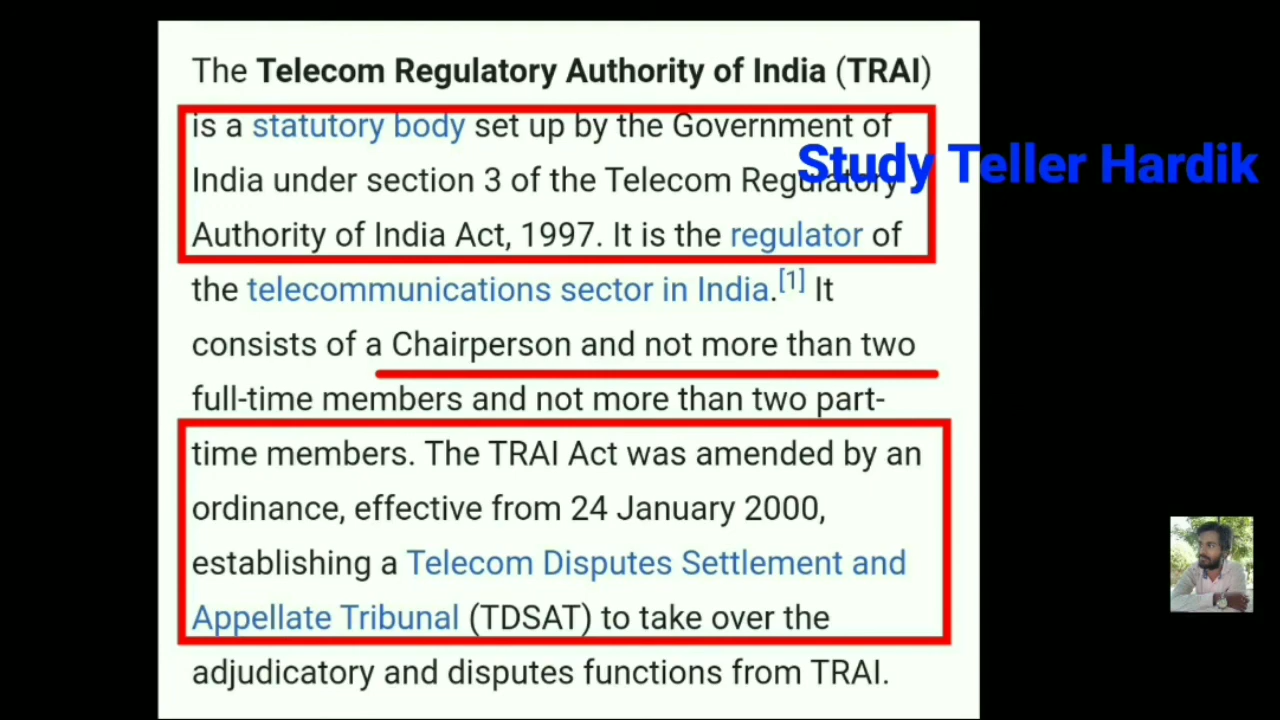 The Telecom Regulatory Authority of India (TRAI)
is a statutory body set up by the Government of
India under section 3 of the Telecom Regulatory
Authority of India Act, 1997. It is the regulator of
the telecommunications sector in India.[1] It
consists of a Chairperson and not more than two
full-time members and not more than two part-
time members. The TRAI Act was amended by an
ordinance, effective from 24 January 2000,
establishing a Telecom Disputes Settlement and
Appellate Tribunal (TDSAT) to take over the
adjudicatory and disputes functions from TRAI.
Study Teller Hardik